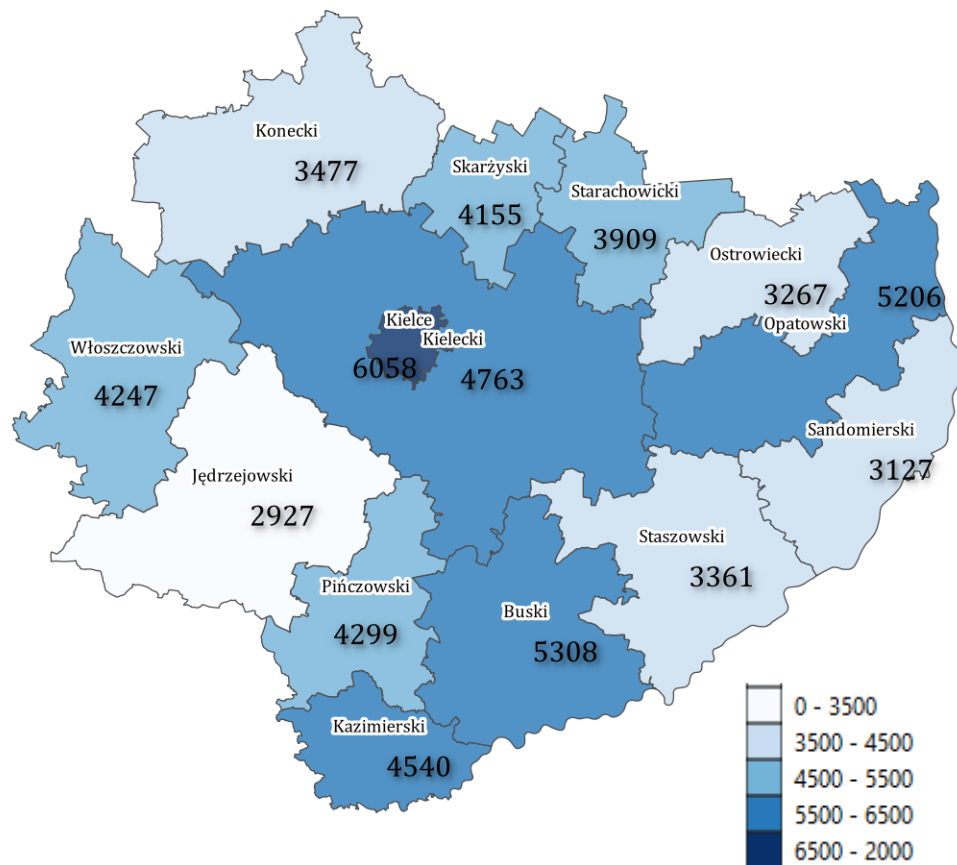 Konecki
3477
Skarżyski
4155
Starachowicki
3909
Ostrowiecki
3267
5206
Opatowski
Kielce
Kielecki
6058
4763
Włoszczowski
4247
Sandomierski
3127
Jędrzejowski
2927
Staszowski
3361
Pińczowski
4299
Buski
5308
Kazimierski
4540
0 - 3500
3500 - 4500
4500 - 5500
5500 - 6500
6500 - 2000